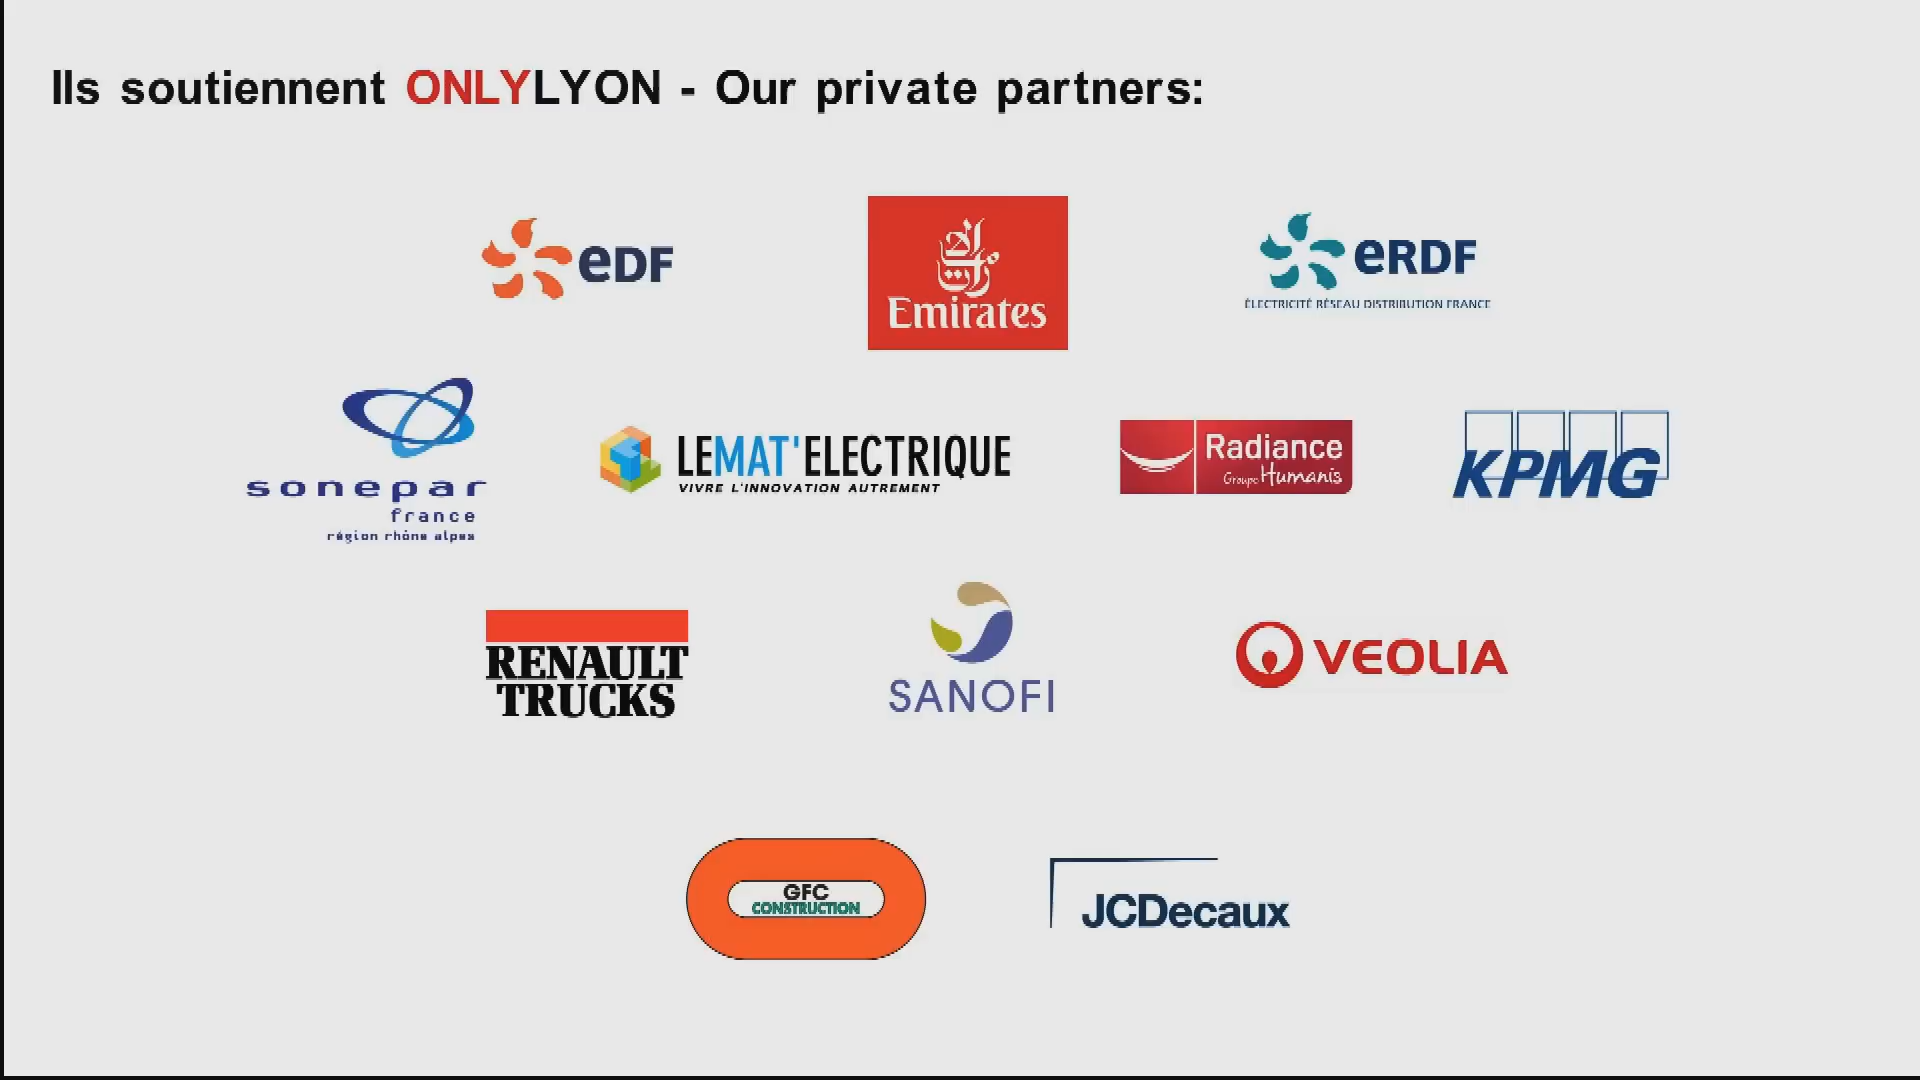 Ils soutiennent ONLYLYON - Our private partners:
eDF
امارات
Emirates
eRDF
ÉLECTRICITÉ RÉSEAU DISTRIBUTION FRANCE
sonepar
france
région rhône alpes
LEMAT'ELECTRIQUE
VIVRE L'INNOVATION AUTREMENT
Radiance
Groupe Humanis
KPMG
RENAULT
TRUCKS
SANOFI
VEOLIA
GFC
CONSTRUCTION
JCDecaux